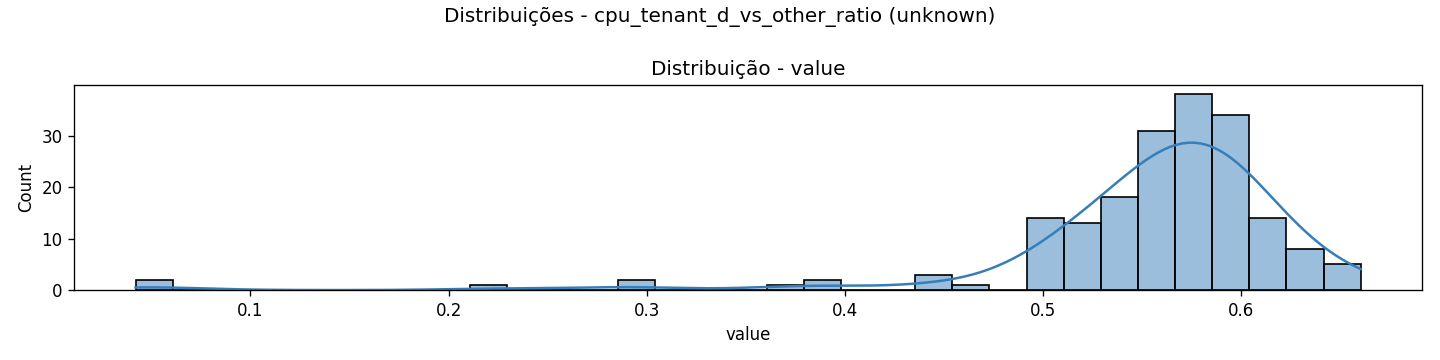 Distribuições - cpu_tenant_d_vs_other_ratio (unknown)
Distribuição - value
Count
30
20
10
0
0.1 0.2 0.3 0.4 0.5 0.6
value